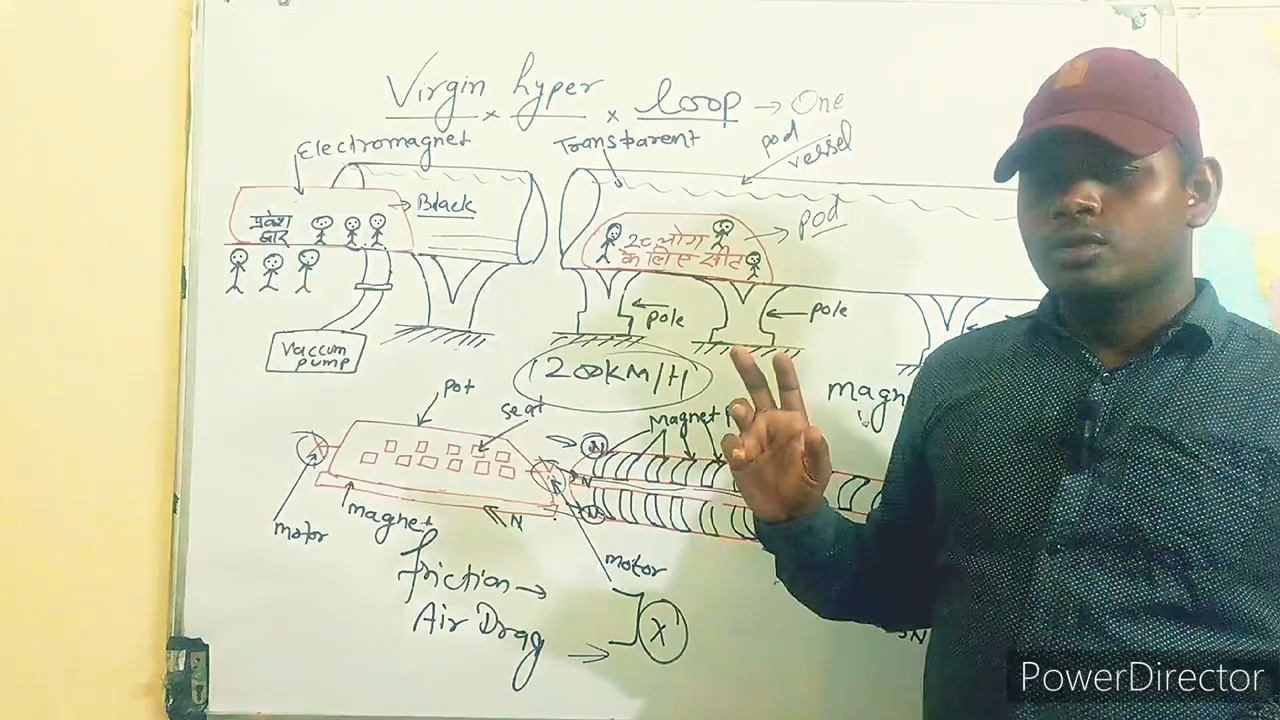 Virgin hyper loop → One
Electromagnet
Transparent
pod vessel
Black
प्रवेश
द्वार
20 लोग
के लिए सीट
pod
pole
pole
Vaccum
pump
1200KM/H
magn
pot
seat
Magnet
N
N
N
motor
magnet
N
motor
friction →
Air Drag →
X
N
PowerDirector